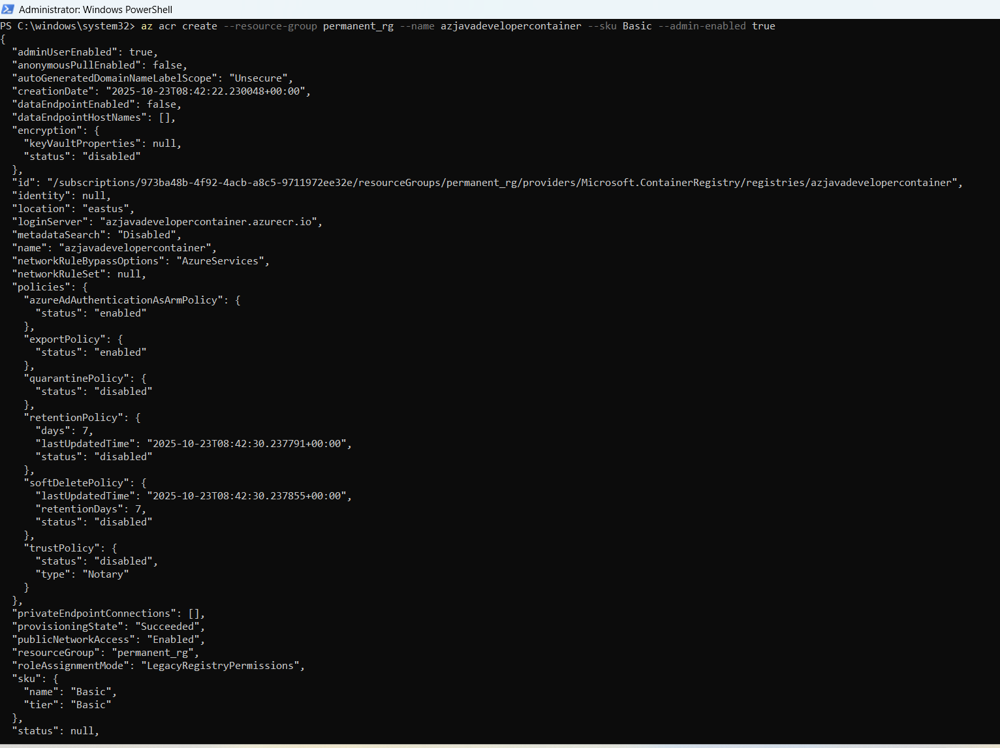 Administrator: Windows PowerShell
PS C:\windows\system32> az acr create --resource-group permanent_rg --name azjavadevelopercontainer --sku Basic --admin-enabled true
{
  "adminUserEnabled": true,
  "anonymousPullEnabled": false,
  "autoGeneratedDomainNameLabelScope": "Unsecure",
  "creationDate": "2025-10-23T08:42:22.230048+00:00",
  "dataEndpointEnabled": false,
  "dataEndpointHostNames": [],
  "encryption": {
    "keyVaultProperties": null,
    "status": "disabled"
  },
  "id": "/subscriptions/973ba48b-4f92-4acb-a8c5-9711972ee32e/resourceGroups/permanent_rg/providers/Microsoft.ContainerRegistry/registries/azjavadevelopercontainer",
  "identity": null,
  "location": "eastus",
  "loginServer": "azjavadevelopercontainer.azurecr.io",
  "metadataSearch": "Disabled",
  "name": "azjavadevelopercontainer",
  "networkRuleBypassOptions": "AzureServices",
  "networkRuleSet": null,
  "policies": {
    "azureAdAuthenticationAsArmPolicy": {
      "status": "enabled"
    },
    "exportPolicy": {
      "status": "enabled"
    },
    "quarantinePolicy": {
      "status": "disabled"
    },
    "retentionPolicy": {
      "days": 7,
      "lastUpdatedTime": "2025-10-23T08:42:30.237791+00:00",
      "status": "disabled"
    },
    "softDeletePolicy": {
      "lastUpdatedTime": "2025-10-23T08:42:30.237855+00:00",
      "retentionDays": 7,
      "status": "disabled"
    },
    "trustPolicy": {
      "status": "disabled",
      "type": "Notary"
    }
  },
  "privateEndpointConnections": [],
  "provisioningState": "Succeeded",
  "publicNetworkAccess": "Enabled",
  "resourceGroup": "permanent_rg",
  "roleAssignmentMode": "LegacyRegistryPermissions",
  "sku": {
    "name": "Basic",
    "tier": "Basic"
  },
  "status": null,